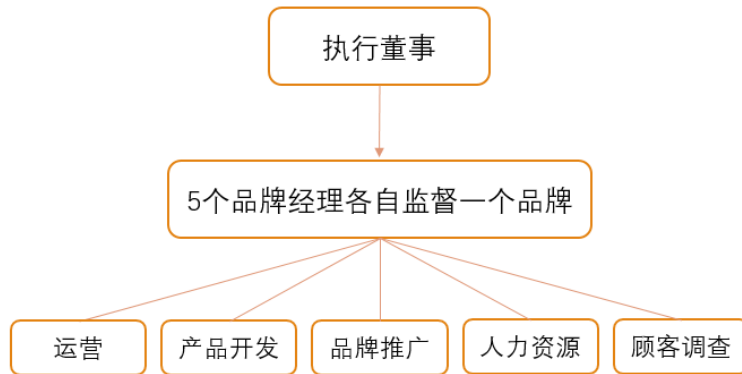 执行董事
5个品牌经理各自监督一个品牌
运营
产品开发
品牌推广
人力资源
顾客调查